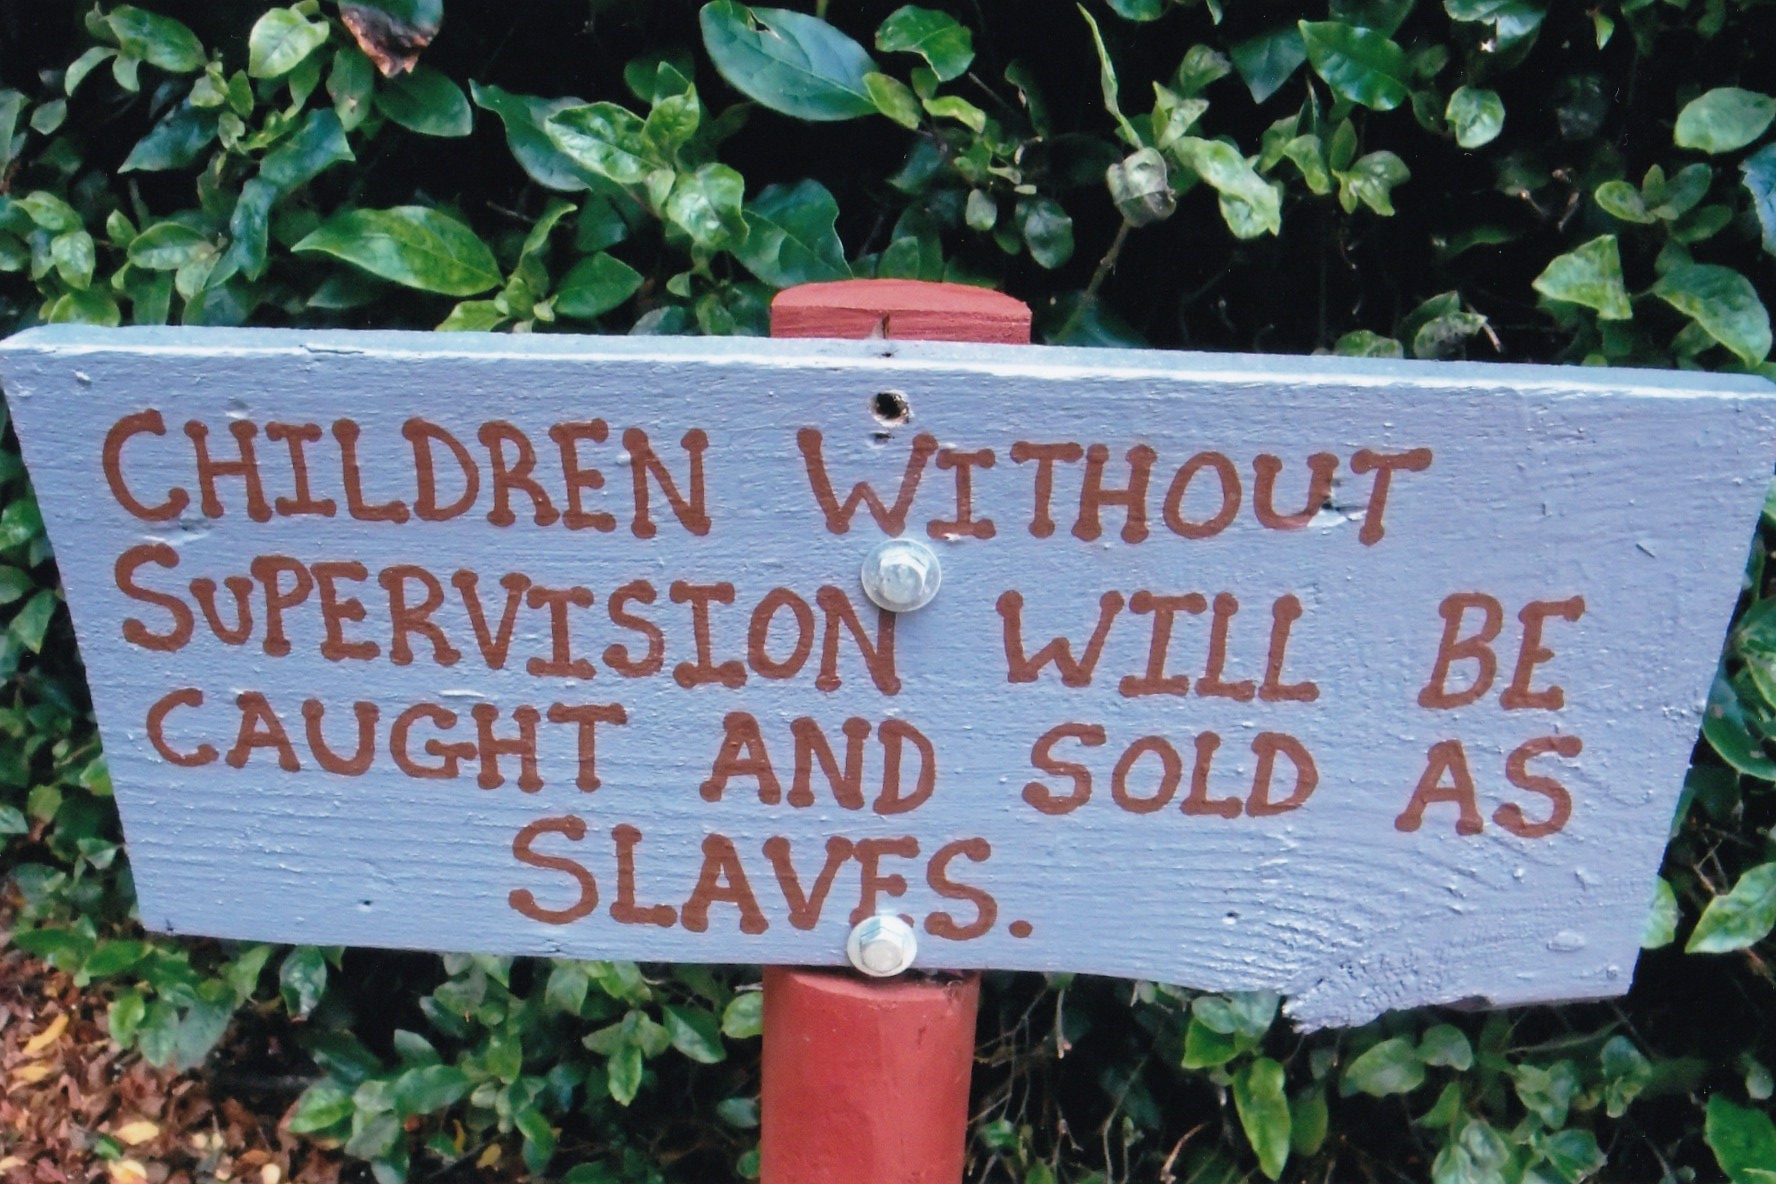 CHILDREN WITHOUT
SUPERVISION WILL BE
CAUGHT AND SOLD AS
SLAVES.